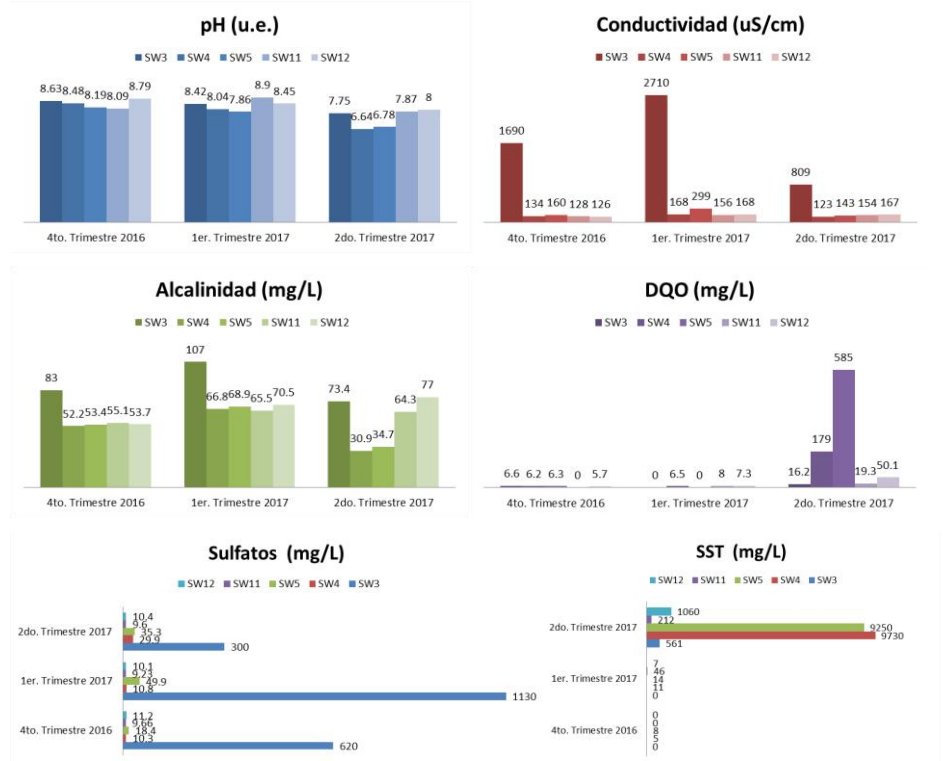 pH (u.e.)
SW3 SW4 SW5 SW11 SW12
8.63 8.48 8.19 8.09 8.79
8.42 8.04 7.86 8.9 8.45
7.75 6.64 6.78 7.87 8
4to. Trimestre 2016 1er. Trimestre 2017 2do. Trimestre 2017
Conductividad (uS/cm)
SW3 SW4 SW5 SW11 SW12
1690 134 160 128 126
2710 168 299 156 168
809 123 143 154 167
4to. Trimestre 2016 1er. Trimestre 2017 2do. Trimestre 2017
Alcalinidad (mg/L)
SW3 SW4 SW5 SW11 SW12
83 52.2 53.4 55.1 53.7
107 66.8 68.9 65.5 70.5
73.4 30.9 34.7 64.3 77
4to. Trimestre 2016 1er. Trimestre 2017 2do. Trimestre 2017
DQO (mg/L)
SW3 SW4 SW5 SW11 SW12
6.6 6.2 6.3 0 5.7
0 6.5 0 8 7.3
16.2 179 585 19.3 50.1
4to. Trimestre 2016 1er. Trimestre 2017 2do. Trimestre 2017
Sulfatos (mg/L)
SW12 SW11 SW5 SW4 SW3
2do. Trimestre 2017
10.4
9.6
35.3
29.9
300
1er. Trimestre 2017
10.1
9.23
49.9
10.8
1130
4to. Trimestre 2016
11.2
9.66
18.4
10.3
620
SST (mg/L)
SW12 SW11 SW5 SW4 SW3
2do. Trimestre 2017
1060
212
9250
9730
561
1er. Trimestre 2017
7
46
14
11
0
4to. Trimestre 2016
0
0
8
5
0